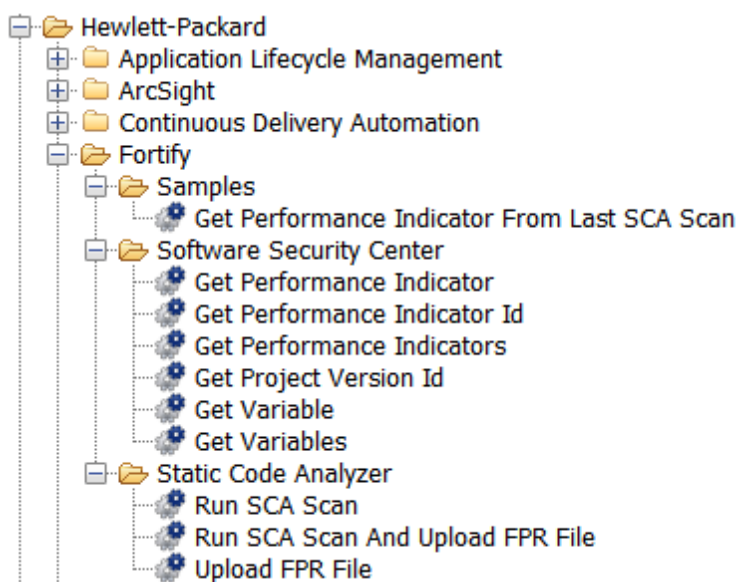 Hewlett-Packard
Application Lifecycle Management
ArcSight
Continuous Delivery Automation
Fortify
Samples
Get Performance Indicator From Last SCA Scan
Software Security Center
Get Performance Indicator
Get Performance Indicator Id
Get Performance Indicators
Get Project Version Id
Get Variable
Get Variables
Static Code Analyzer
Run SCA Scan
Run SCA Scan And Upload FPR File
Upload FPR File